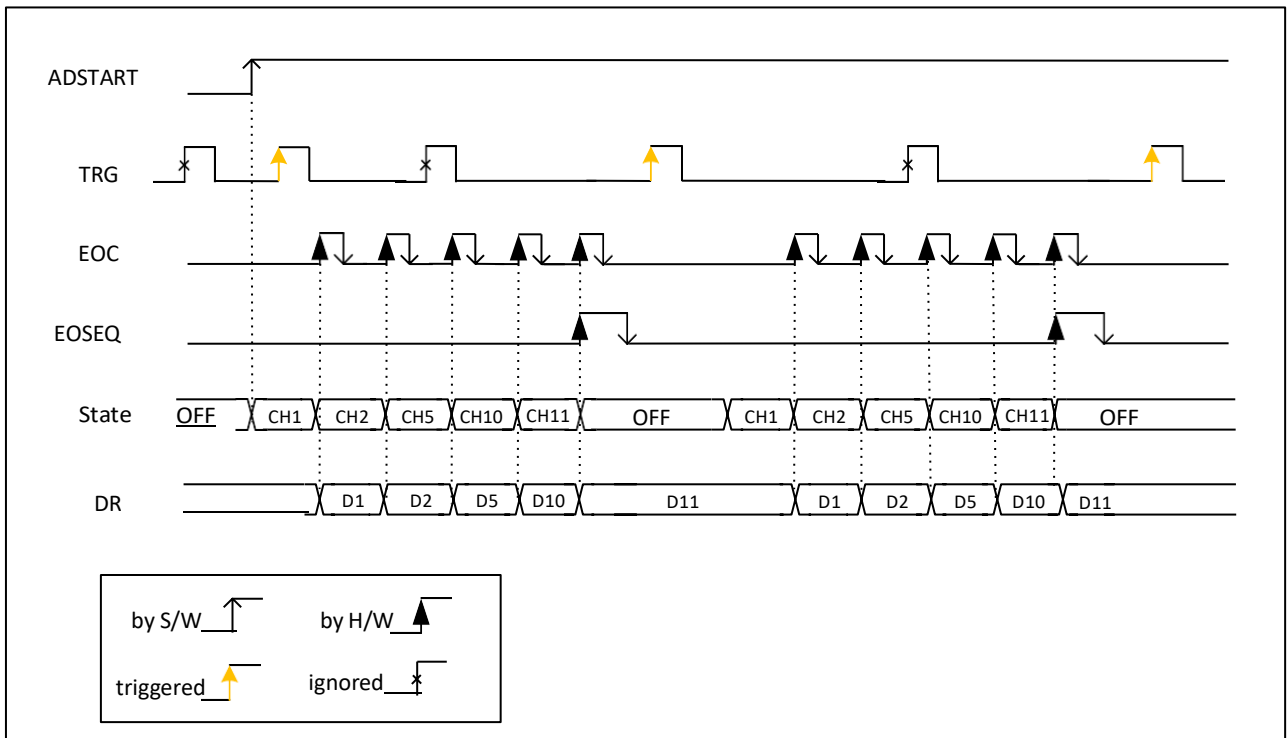 ADSTART
TRG
EOC
EOSEQ
State OFF CH1 CH2 CH5 CH10 CH11 OFF CH1 CH2 CH5 CH10 CH11 OFF
DR D1 D2 D5 D10 D11 D1 D2 D5 D10 D11
by S/W by H/W
triggered ignored